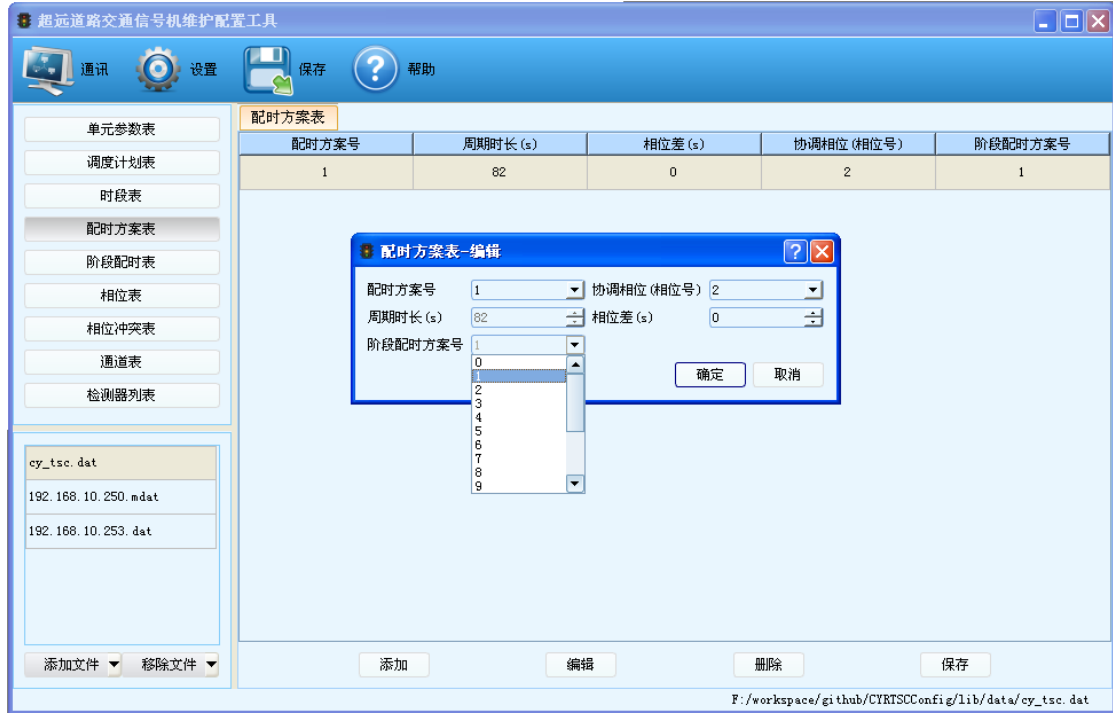 超远道路交通信号机维护配置工具
通讯 设置 保存 帮助
单元参数表
调度计划表
时段表
配时方案表
阶段配时表
相位表
相位冲突表
通道表
检测器列表
cy_tsc.dat
192.168.10.250.mdat
192.168.10.253.dat
添加文件 移除文件
配时方案表
配时方案号 周期时长(s) 相位差(s) 协调相位(相位号) 阶段配时方案号
1 82 0 2 1
配时方案表-编辑
配时方案号 1 协调相位(相位号) 2
周期时长(s) 82 相位差(s) 0
阶段配时方案号 1
0
1
2
3
4
5
6
7
8
9
确定 取消
添加 编辑 删除 保存
F:/workspace/github/CYRTSCConfig/lib/data/cy_tsc.dat